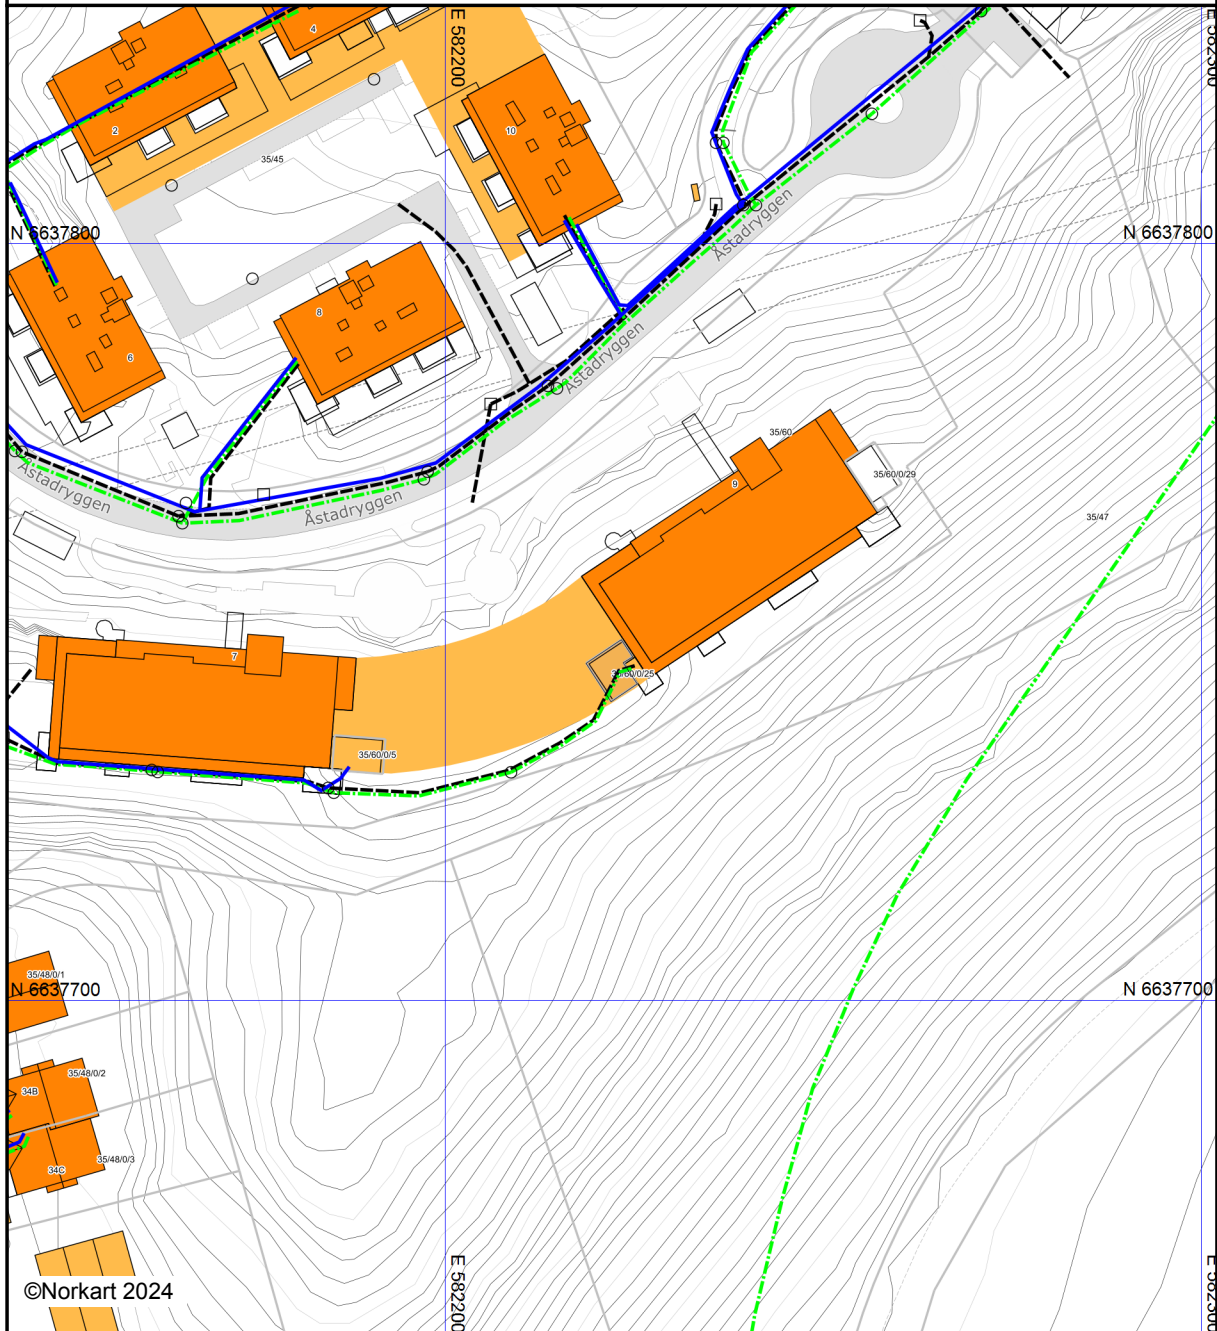 4
E 582200
E 582300
2
10
35/45
N 6637800
N 6637800
Åstadryggen
8
6
Åstadryggen
35/60
Åstadryggen
35/60/0/29
9
Åstadryggen
35/47
7
35/60/0/25
35/60/0/5
35/48/0/1
N 6637700
N 6637700
35/48/0/2
34B
35/48/0/3
34C
E 582200
E 582300
©Norkart 2024